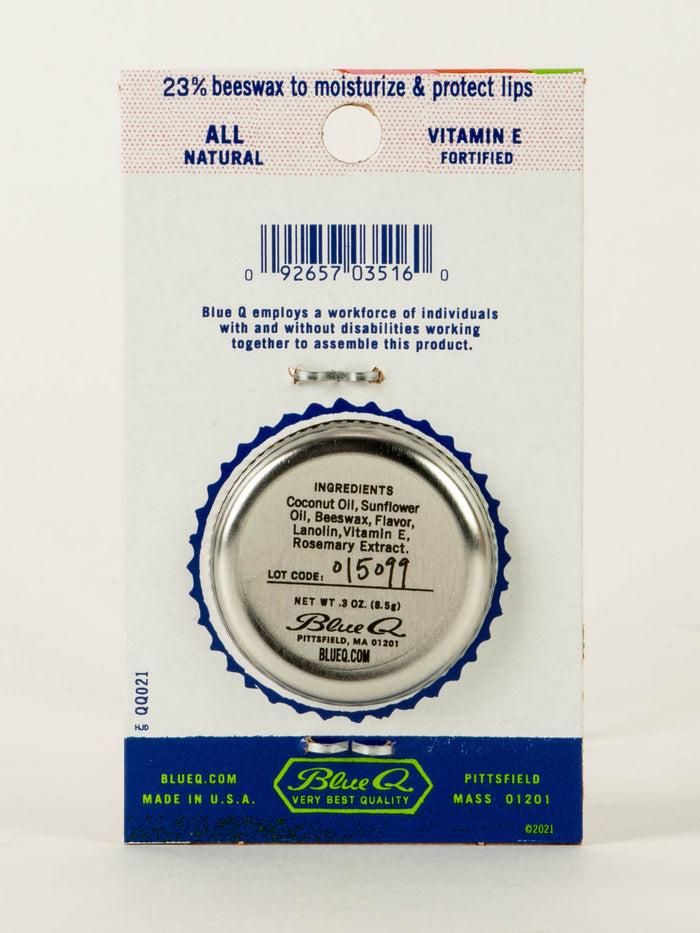 23% beeswax to moisturize & protect lips
ALL
NATURAL
VITAMIN E
FORTIFIED
0 92657 03516 0
Blue Q employs a workforce of individuals
with and without disabilities working
together to assemble this product.
INGREDIENTS
Coconut Oil, Sunflower
Oil, Beeswax, Flavor,
Lanolin, Vitamin E,
Rosemary Extract.
LOT CODE: 015099
NET WT .3 OZ. (8.5g)
Blue Q
PITTSFIELD, MA 01201
BLUEQ.COM
QQ021
HJD
BLUEQ.COM
MADE IN U.S.A.
Blue Q
VERY BEST QUALITY
PITTSFIELD
MASS 01201
©2021